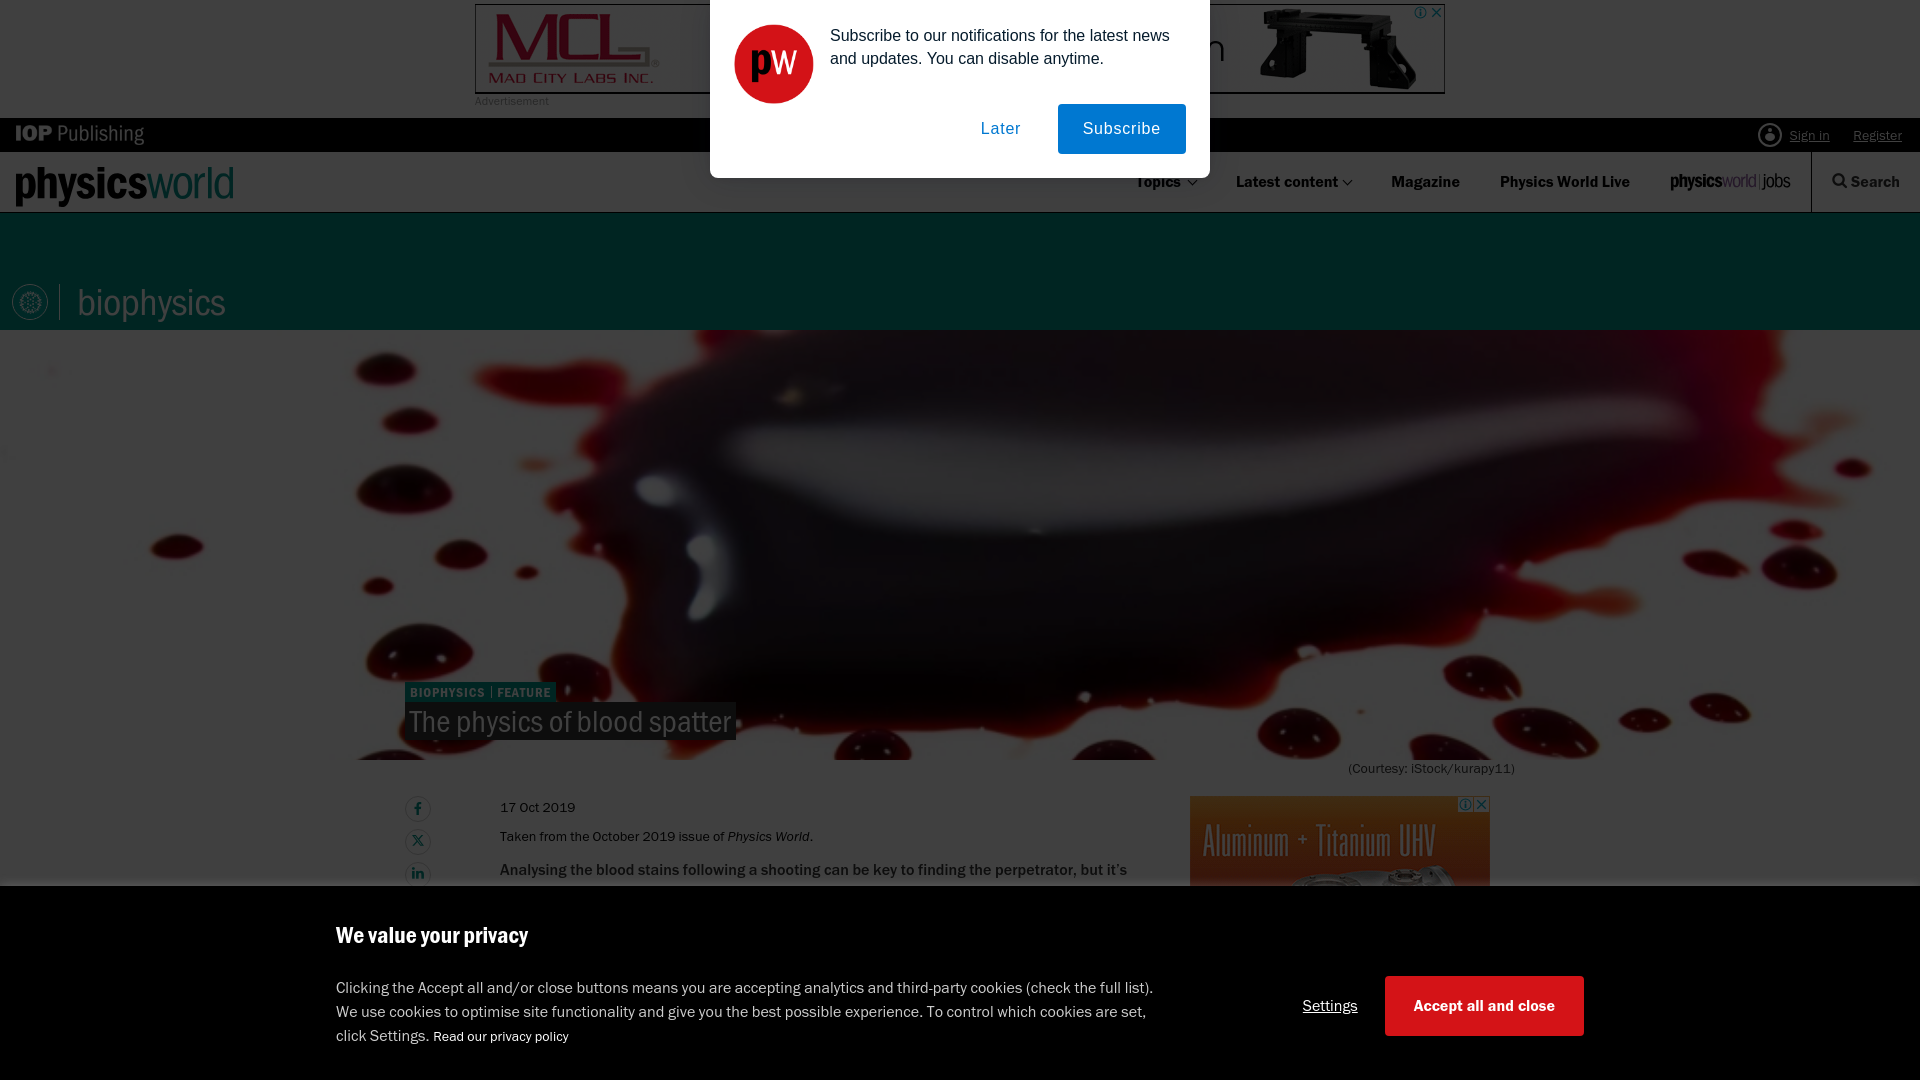 MCL
MAD CITY LABS INC.
Advertisement
pw
Subscribe to our notifications for the latest news
and updates. You can disable anytime.
Later
Subscribe
IOP Publishing
Sign in
Register
physicsworld
Topics
Latest content
Magazine
Physics World Live
physicsworld jobs
Search
biophysics
BIOPHYSICS | FEATURE
The physics of blood spatter
(Courtesy: iStock/kurapy11)
17 Oct 2019
Taken from the October 2019 issue of Physics World.
Analysing the blood stains following a shooting can be key to finding the perpetrator, but it’s
Aluminum + Titanium UHV
We value your privacy
Clicking the Accept all and/or close buttons means you are accepting analytics and third-party cookies (check the full list).
We use cookies to optimise site functionality and give you the best possible experience. To control which cookies are set,
click Settings. Read our privacy policy
Settings
Accept all and close